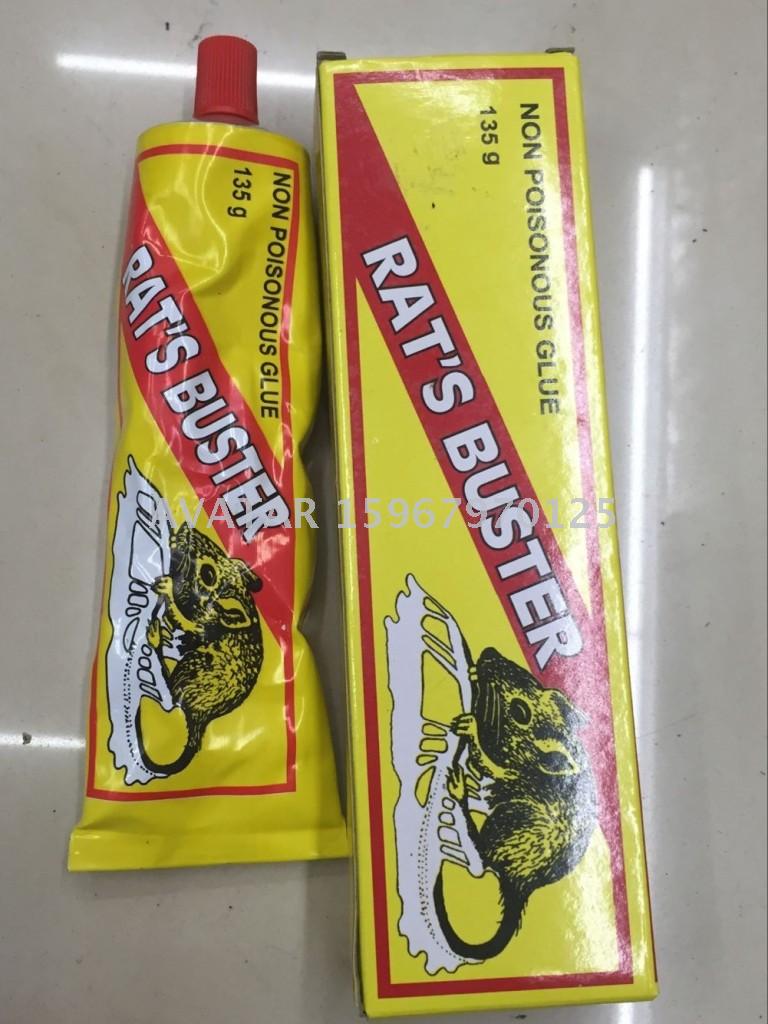 NON POISONOUS GLUE
135 g
RAT'S BUSTER
NON POISONOUS GLUE
135 g
RAT'S BUSTER
AVATAR 15967970125